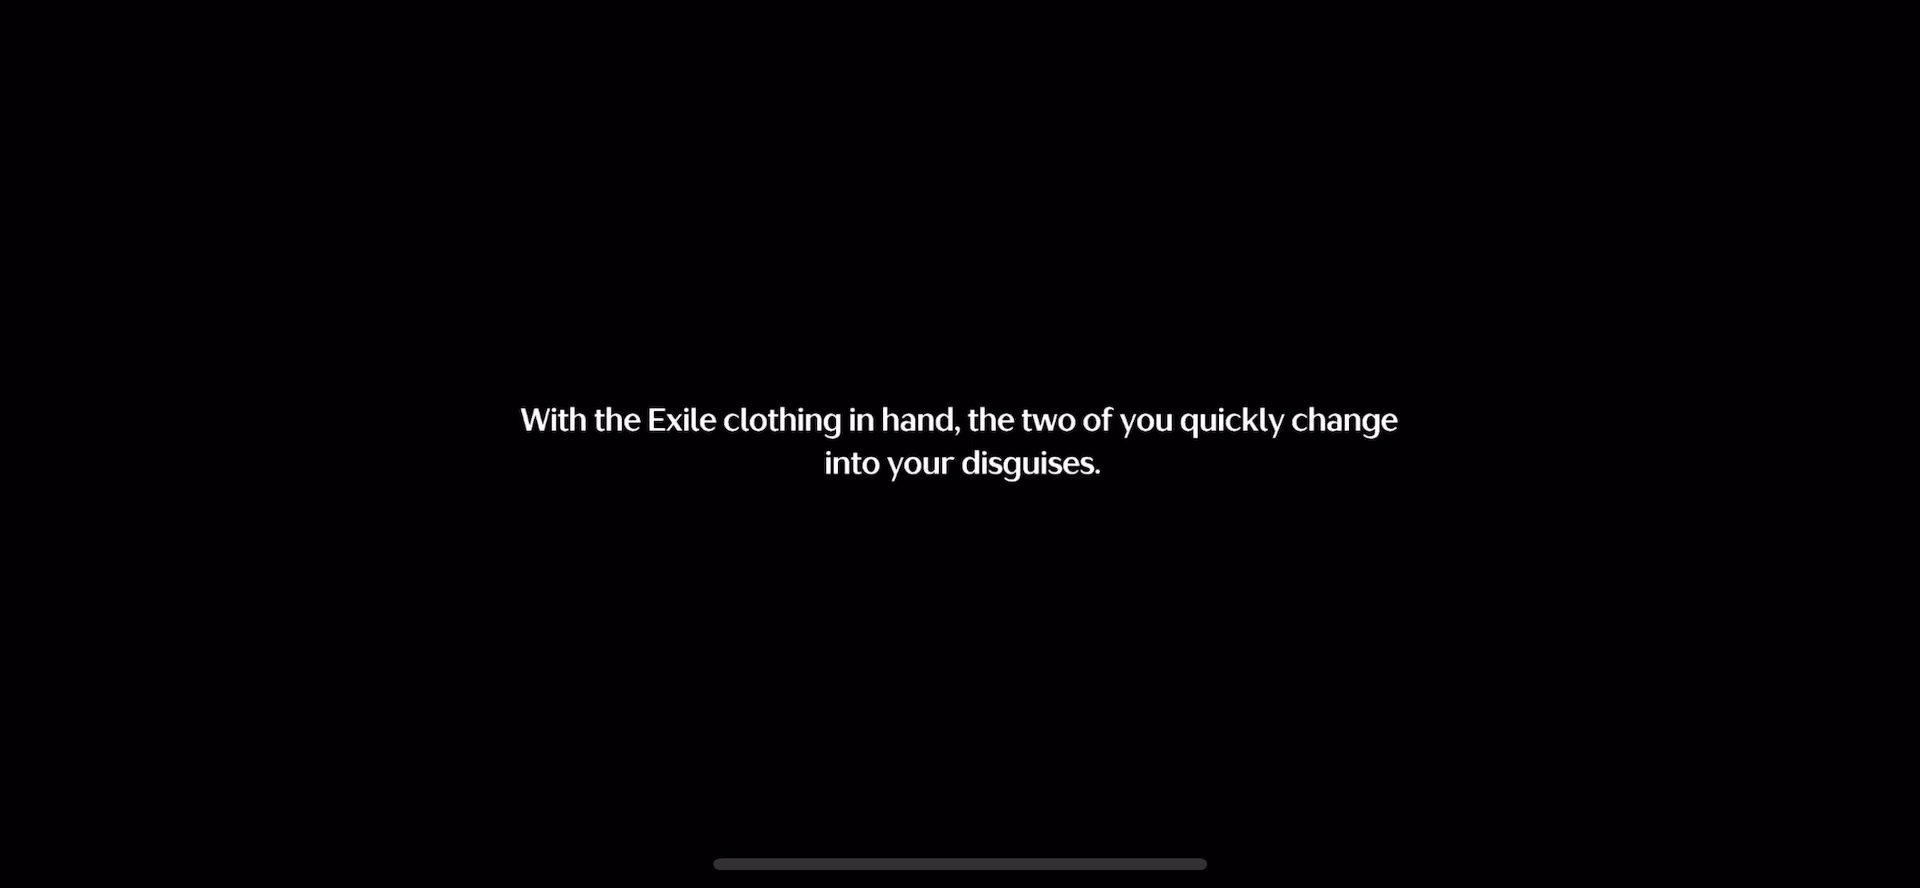 With the Exile clothing in hand, the two of you quickly change
into your disguises.